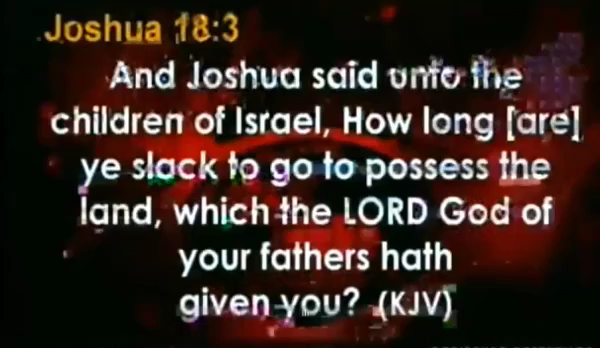 Joshua 18:3
And Joshua said unto the
children of Israel, How long [are]
ye slack to go to possess the
land, which the LORD God of
your fathers hath
given you? (KJV)